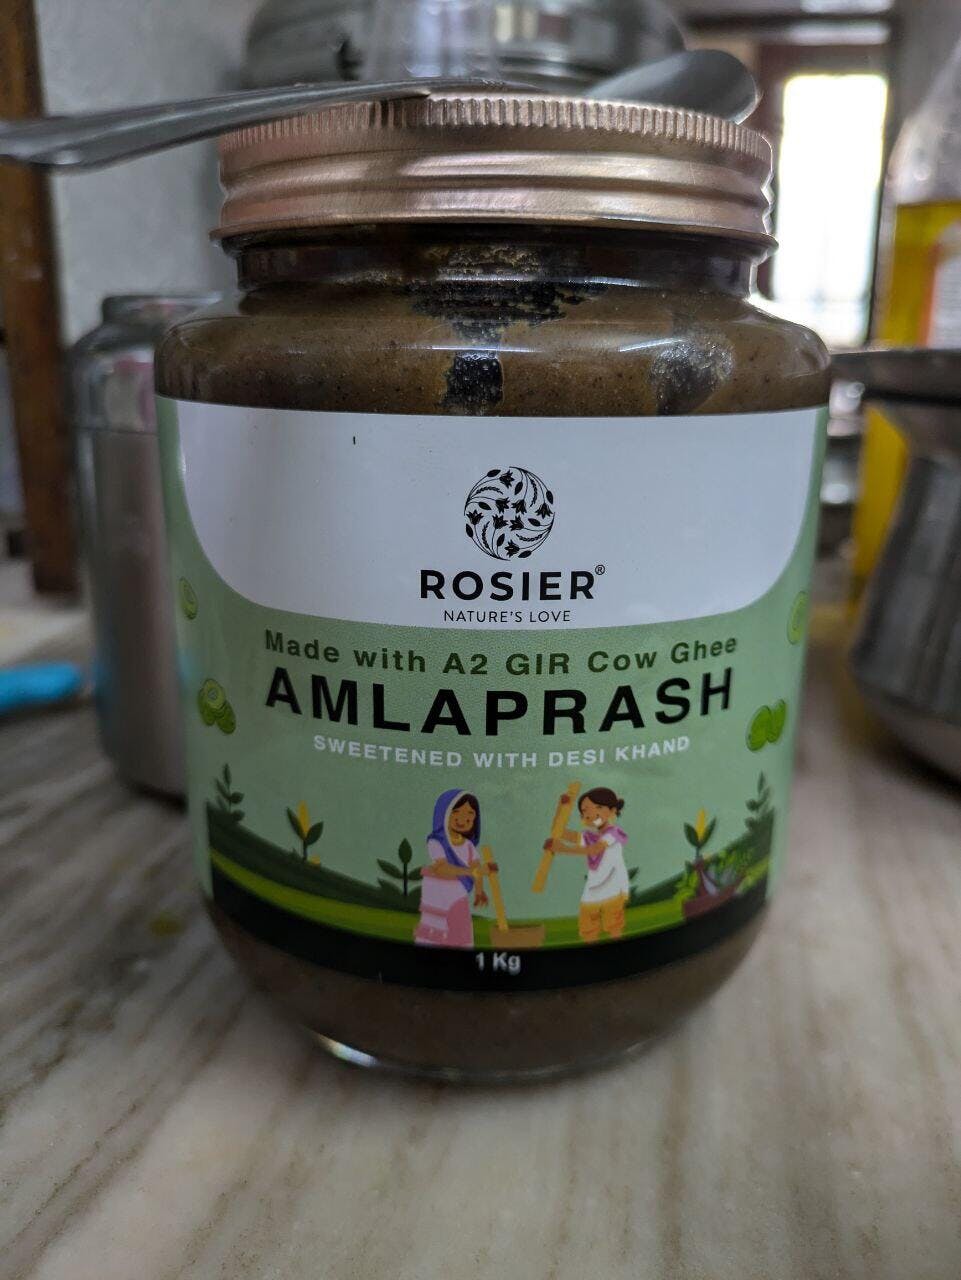 ROSIER®
NATURE'S LOVE
Made with A2 GIR Cow Ghee
AMLAPRASH
SWEETENED WITH DESI KHAND
1 Kg